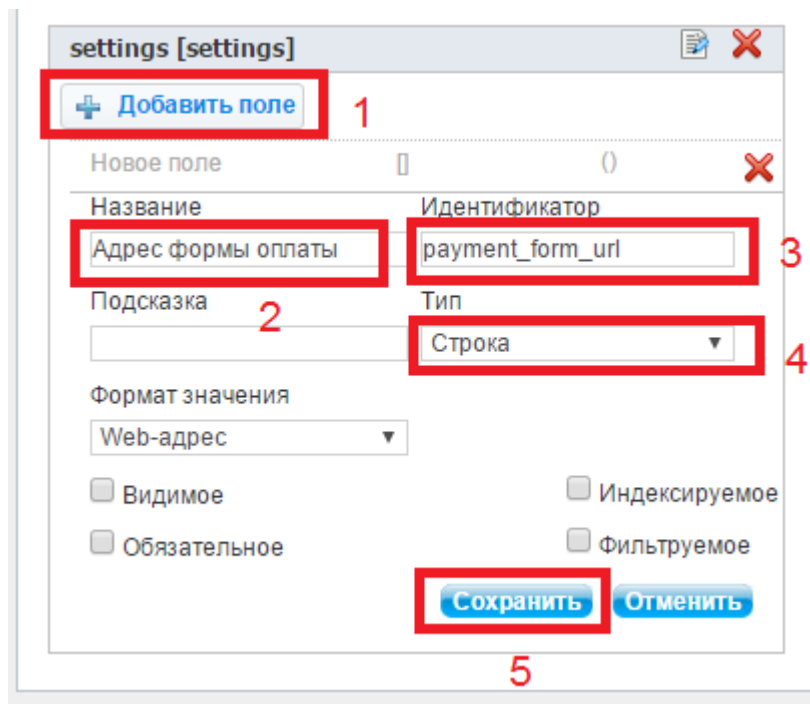 settings [settings]
Добавить поле 1
Новое поле [] ()
Название Идентификатор
Адрес формы оплаты payment_form_url 3
Подсказка 2 Тип
Строка 4
Формат значения
Web-адрес
Видимое Индексируемое
Обязательное Фильтруемое
Сохранить Отменить
5